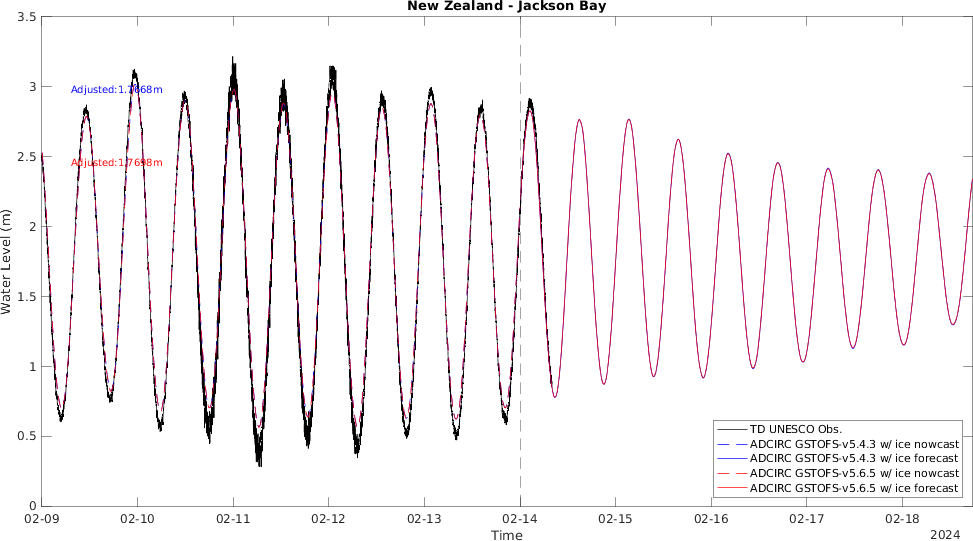 New Zealand - Jackson Bay
3.5
3
2.5
2
1.5
1
0.5
0
Water Level (m)
Adjusted:1.7668m
Adjusted:1.7698m
TD UNESCO Obs.
ADCIRC GSTOFS-v5.4.3 w/ ice nowcast
ADCIRC GSTOFS-v5.4.3 w/ ice forecast
ADCIRC GSTOFS-v5.6.5 w/ ice nowcast
ADCIRC GSTOFS-v5.6.5 w/ ice forecast
02-09 02-10 02-11 02-12 02-13 02-14 02-15 02-16 02-17 02-18
Time
2024